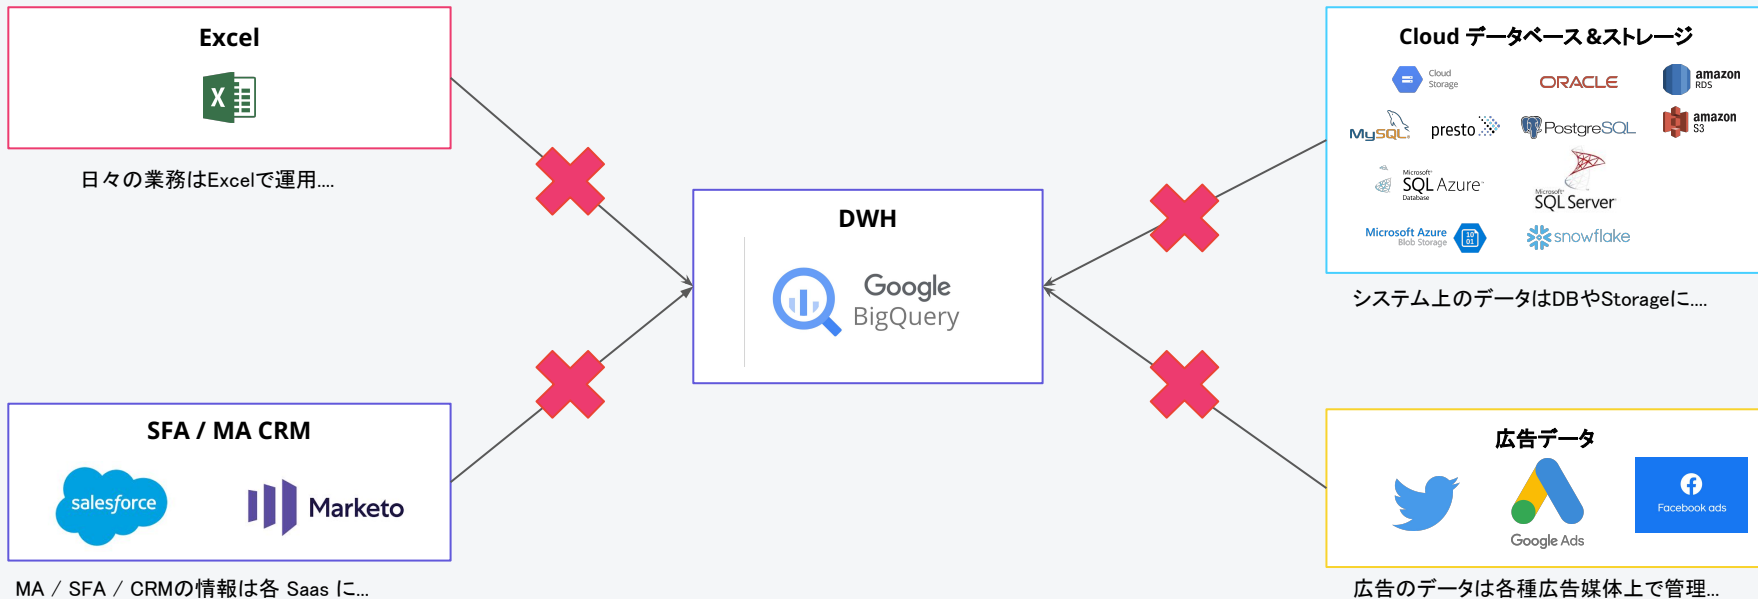 Excel
X
日々の業務はExcelで運用....
SFA / MA CRM
salesforce
Marketo
MA / SFA / CRMの情報は各 Saas に...
DWH
Google
BigQuery
Cloud データベース &ストレージ
Cloud
Storage
ORACLE
amazon
RDS
MySQL
presto
PostgreSQL
amazon
S3
Microsoft
SQL Azure
Database
Microsoft
SQL Server
Microsoft Azure
Blob Storage
10
01
snowflake
システム上のデータはDBやStorageに....
広告データ
Google Ads
Facebook ads
広告のデータは各種広告媒体上で管理...